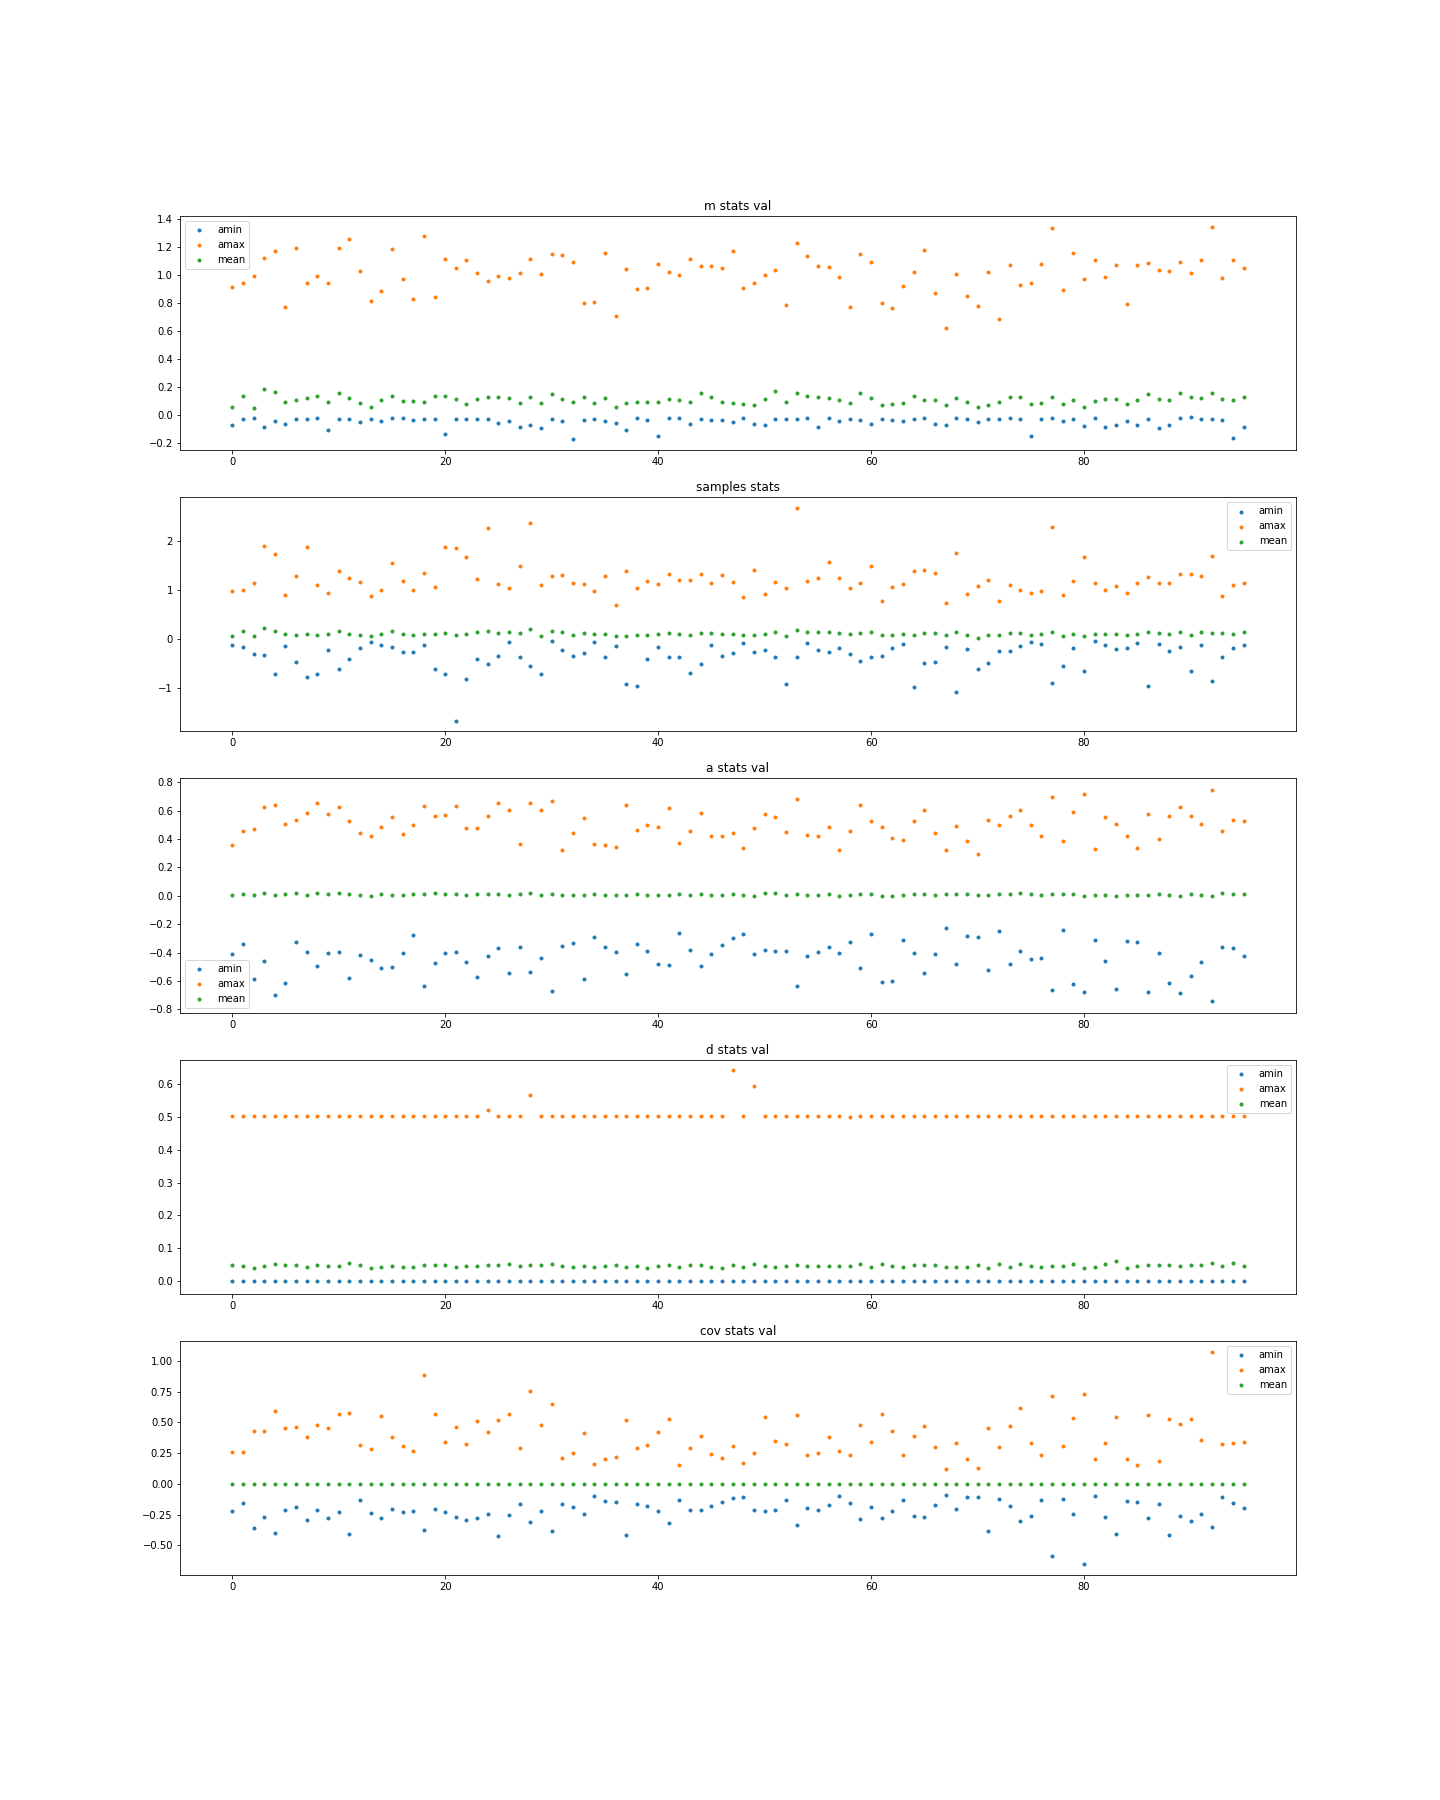 m stats val
amin
amax
mean
1.4
1.2
1.0
0.8
0.6
0.4
0.2
0.0
−0.2
0 20 40 60 80
samples stats
amin
amax
mean
2
1
0
−1
0 20 40 60 80
a stats val
0.8
0.6
0.4
0.2
0.0
−0.2
−0.4
−0.6
−0.8
amin
amax
mean
0 20 40 60 80
d stats val
amin
amax
mean
0.6
0.5
0.4
0.3
0.2
0.1
0.0
0 20 40 60 80
cov stats val
amin
amax
mean
1.00
0.75
0.50
0.25
0.00
−0.25
−0.50
0 20 40 60 80